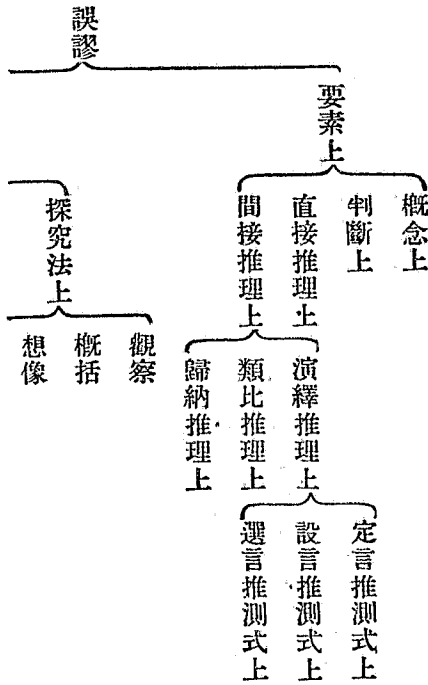 誤謬
要素上
概念上
判斷上
直接推理上
間接推理上
演繹推理上
類比推理上
歸納推理上
定言推測式上
設言推測式上
選言推測式上
探究法上
觀察
概括
想像